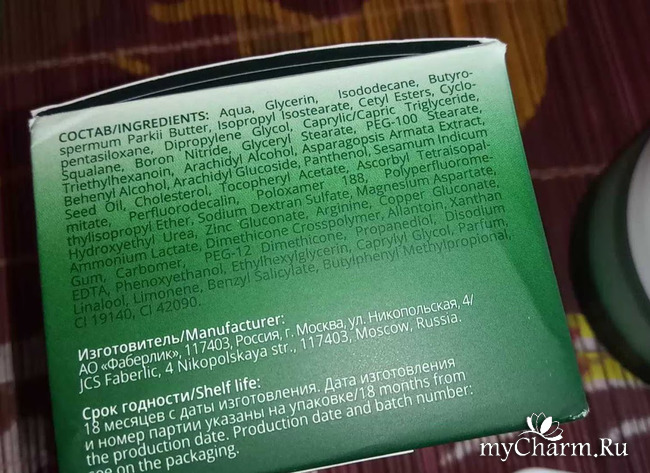 СОСТАВ/INGREDIENTS: Aqua, Glycerin, Isododecane, Butyro-
spermum Parkii Butter, Isopropyl Isostearate, Cetyl Esters, Cyclo-
pentasiloxane, Dipropylene Glycol, Caprylic/Capric Triglyceride,
Squalane, Boron Nitride, Glyceryl Stearate, PEG-100 Stearate,
Triethylhexanoin, Arachidyl Alcohol, Asparagopsis Armata Extract,
Behenyl Alcohol, Arachidyl Glucoside, Panthenol, Sesamum Indicum
Seed Oil, Cholesterol, Tocopheryl Acetate, Ascorbyl Tetraisopal-
mitate, Perfluorodecalin, Poloxamer 188, Polyperfluorome-
thylisopropyl Ether, Sodium Dextran Sulfate, Magnesium Aspartate,
Hydroxyethyl Urea, Zinc Gluconate, Arginine, Copper Gluconate,
Ammonium Lactate, Dimethicone Crosspolymer, Allantoin, Xanthan
Gum, Carbomer, PEG-12 Dimethicone, Propanediol, Disodium
EDTA, Phenoxyethanol, Ethylhexylglycerin, Caprylyl Glycol, Parfum,
Linalool, Limonene, Benzyl Salicylate, Butylphenyl Methylpropional,
CI 19140, CI 42090.
Изготовитель/Manufacturer:
АО «Фаберлик», 117403, Россия, г. Москва, ул. Никопольская, 4/
JCS Faberlic, 4 Nikopolskaya str., 117403, Moscow, Russia.
Срок годности/Shelf life:
18 месяцев с даты изготовления. Дата изготовления
и номер партии указаны на упаковке/18 months from
the production date. Production date and batch number:
see on the packaging.
myCharm.Ru